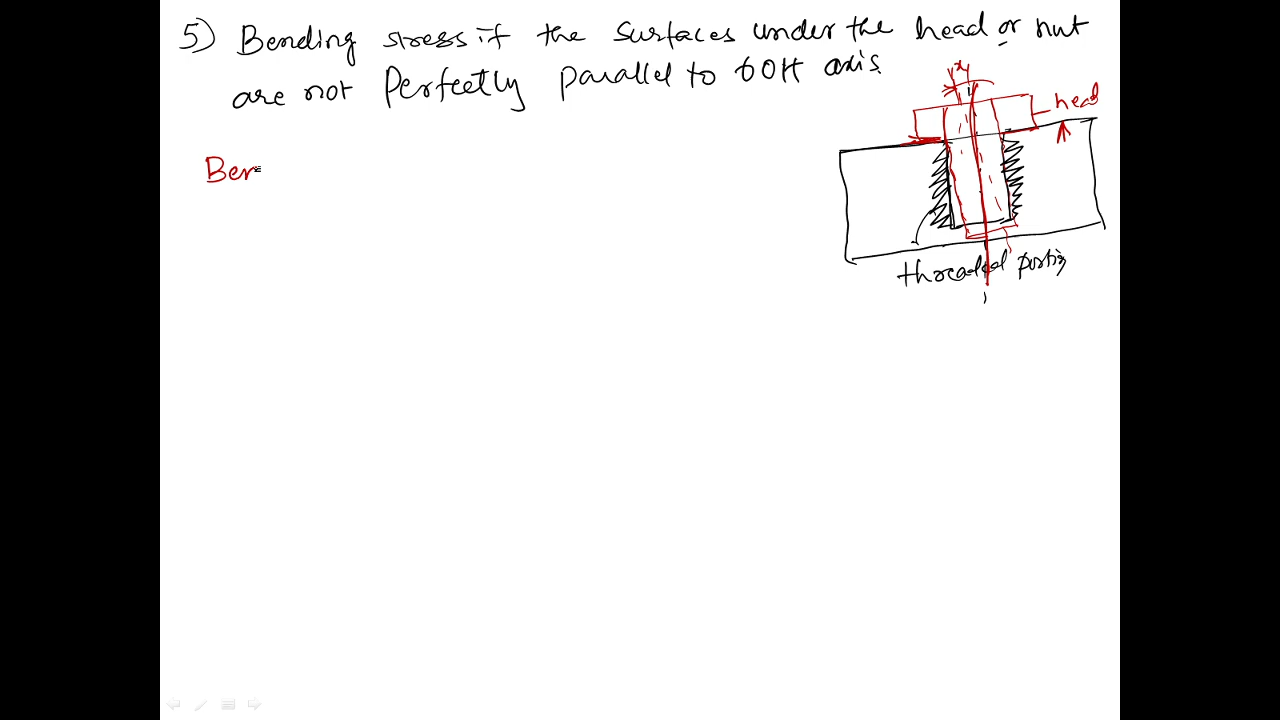 5) Bending stress if the surfaces under the head or nut
are not Perfectly parallel to bolt axis.
x
head
Ber
threaded portion